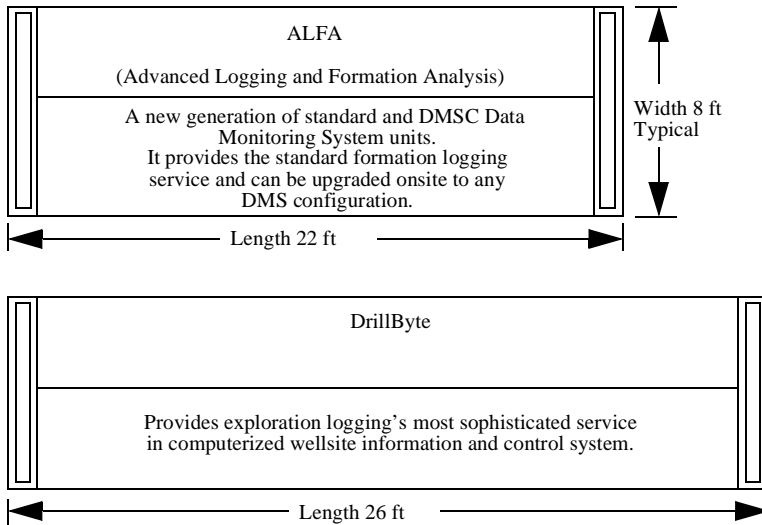 ALFA
(Advanced Logging and Formation Analysis)
A new generation of standard and DMSC Data
Monitoring System units.
It provides the standard formation logging
service and can be upgraded onsite to any
DMS configuration.
Width 8 ft
Typical
Length 22 ft
DrillByte
Provides exploration logging’s most sophisticated service
in computerized wellsite information and control system.
Length 26 ft